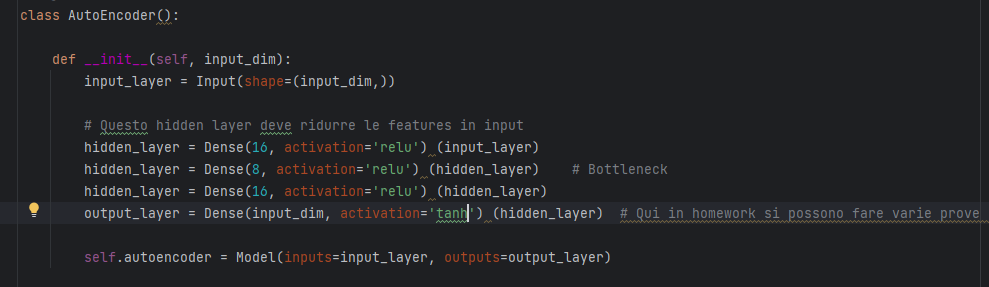 class AutoEncoder():
def __init__(self, input_dim):
input_layer = Input(shape=(input_dim,))
# Questo hidden layer deve ridurre le features in input
hidden_layer = Dense(16, activation='relu') (input_layer)
hidden_layer = Dense(8, activation='relu') (hidden_layer)    # Bottleneck
hidden_layer = Dense(16, activation='relu') (hidden_layer)
output_layer = Dense(input_dim, activation='tanh') (hidden_layer)  # Qui in homework si possono fare varie prove
self.autoencoder = Model(inputs=input_layer, outputs=output_layer)